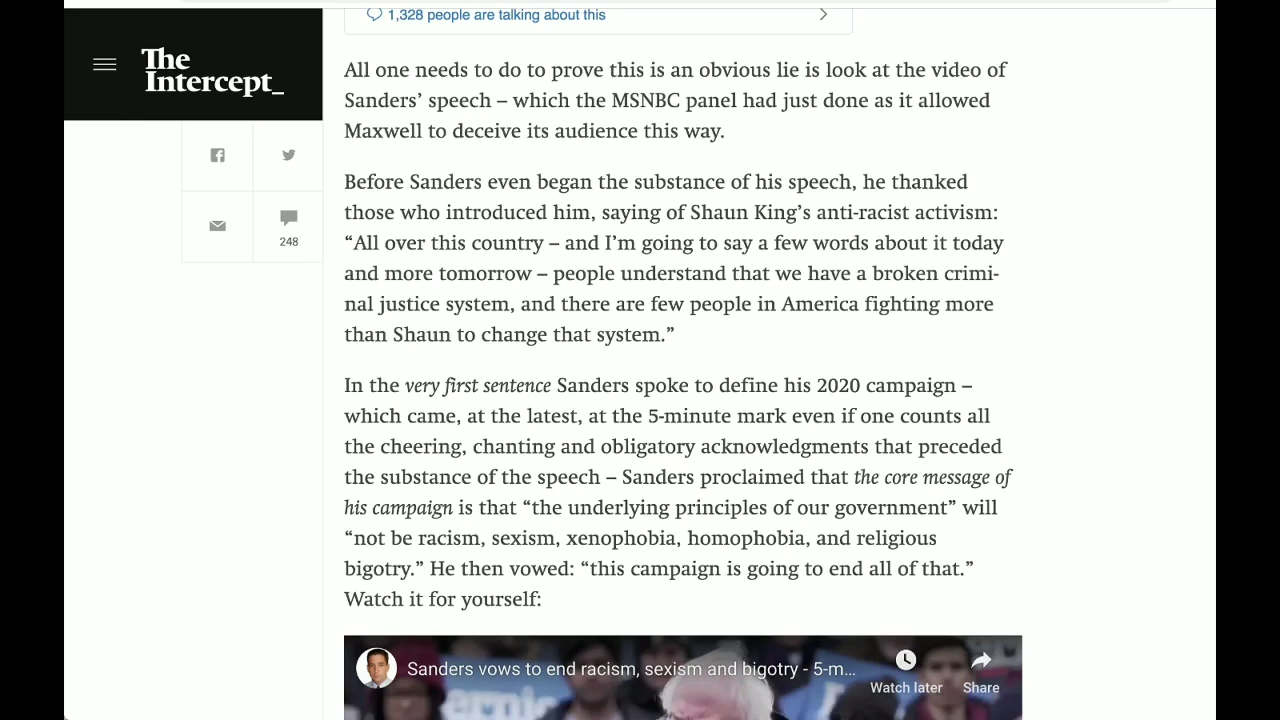 1,328 people are talking about this
The
Intercept_
248
All one needs to do to prove this is an obvious lie is look at the video of
Sanders’ speech – which the MSNBC panel had just done as it allowed
Maxwell to deceive its audience this way.
Before Sanders even began the substance of his speech, he thanked
those who introduced him, saying of Shaun King’s anti-racist activism:
“All over this country – and I’m going to say a few words about it today
and more tomorrow – people understand that we have a broken crimi-
nal justice system, and there are few people in America fighting more
than Shaun to change that system.”
In the very first sentence Sanders spoke to define his 2020 campaign –
which came, at the latest, at the 5-minute mark even if one counts all
the cheering, chanting and obligatory acknowledgments that preceded
the substance of the speech – Sanders proclaimed that the core message of
his campaign is that “the underlying principles of our government” will
“not be racism, sexism, xenophobia, homophobia, and religious
bigotry.” He then vowed: “this campaign is going to end all of that.”
Watch it for yourself:
Sanders vows to end racism, sexism and bigotry - 5-m...
Watch later
Share